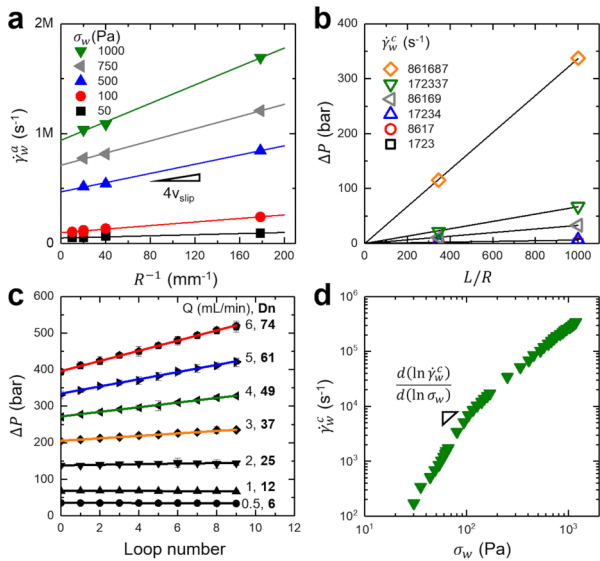 a
σw(Pa)
1000
750
500
100
50
4vslip
2M
1M
0
0 40 80 120 160 200
γ̇wᵃ (s⁻¹)
R⁻¹ (mm⁻¹)
b
γ̇wᶜ (s⁻¹)
861687
172337
86169
17234
8617
1723
400
300
200
100
0
0 200 400 600 800 1000
ΔP (bar)
L/R
c
Q (mL/min), Dn
6, 74
5, 61
4, 49
3, 37
2, 25
1, 12
0.5, 6
600
500
400
300
200
100
0
0 2 4 6 8 10 12
ΔP (bar)
Loop number
d
d(ln γ̇wᶜ)
d(ln σw)
10⁶
10⁵
10⁴
10³
10²
10¹ 10² 10³
γ̇wᶜ (s⁻¹)
σw (Pa)